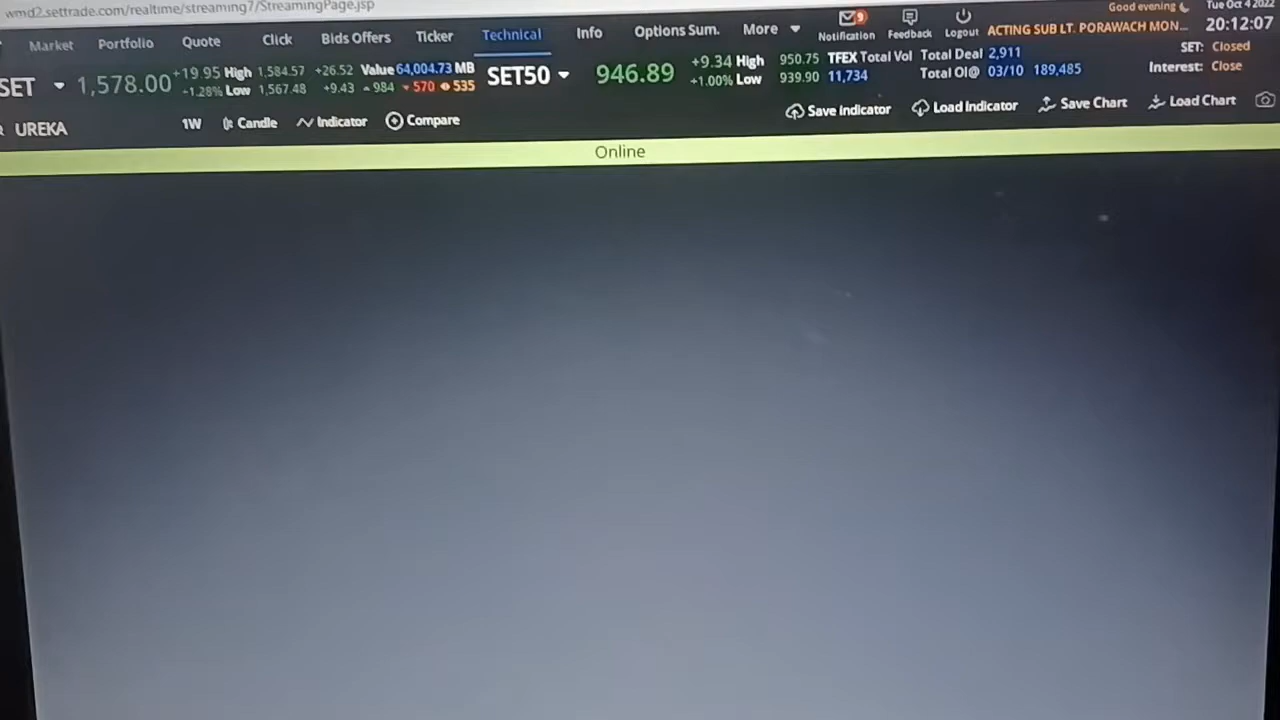 wmd2.settrade.com/realtime/streaming7/StreamingPage.jsp
Good evening
Tue Oct 4 2022
20:12:07
Market Portfolio Quote Click Bids Offers Ticker Technical Info Options Sum. More
9
Notification Feedback Logout
ACTING SUB LT. PORAWACH MON...
SET 1,578.00 +19.95 High 1,584.57 +26.52 Value 64,004.73 MB
-1.28% Low 1,567.48 +9.43 984 570 535
SET50 946.89 +9.34 High 950.75 TFEX Total Vol Total Deal 2,911
+1.00% Low 939.90 11,734 Total OI@ 03/10 189,485
SET: Closed
Interest: Close
UREKA 1W Candle Indicator Compare
Save Indicator Load Indicator Save Chart Load Chart
Online